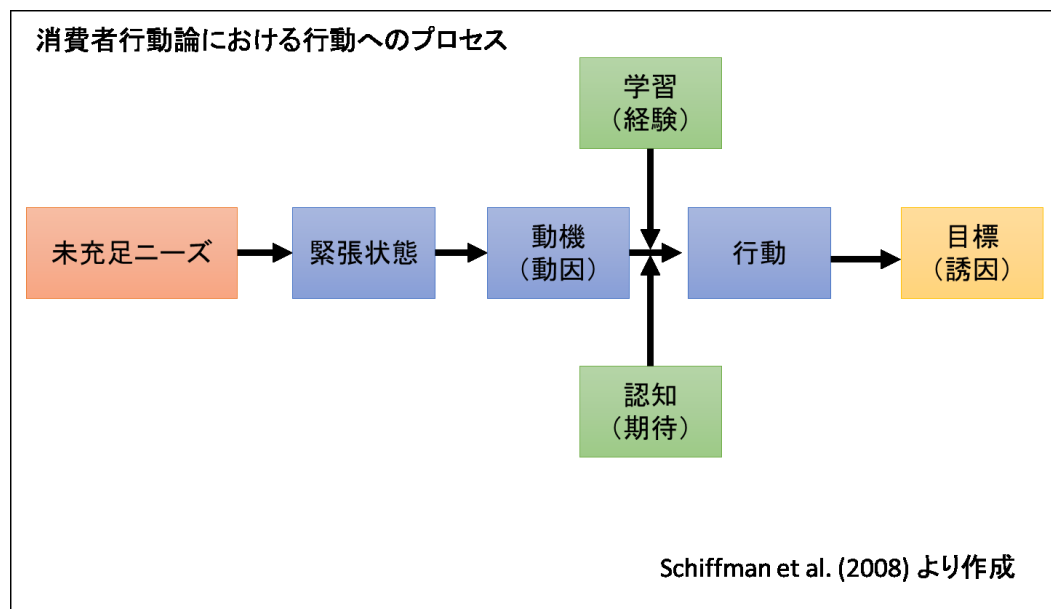 消費者行動論における行動へのプロセス
学習
（経験）
未充足ニーズ
緊張状態
動機
（動因）
行動
目標
（誘因）
認知
（期待）
Schiffman et al. (2008) より作成